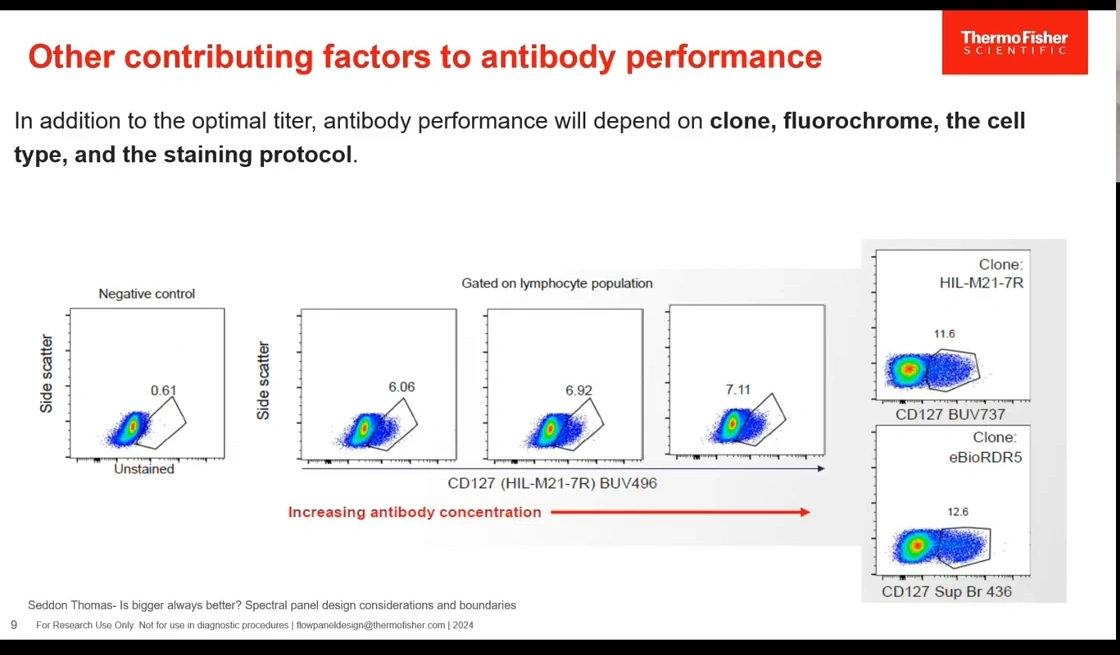 Other contributing factors to antibody performance
ThermoFisher
SCIENTIFIC
In addition to the optimal titer, antibody performance will depend on clone, fluorochrome, the cell
type, and the staining protocol.
Negative control
Side scatter
0.61
Unstained
Gated on lymphocyte population
Side scatter
6.06
6.92
7.11
CD127 (HIL-M21-7R) BUV496
Increasing antibody concentration
Clone:
HIL-M21-7R
11.6
CD127 BUV737
Clone:
eBioRDR5
12.6
CD127 Sup Br 436
Seddon Thomas- Is bigger always better? Spectral panel design considerations and boundaries
9 For Research Use Only. Not for use in diagnostic procedures | flowpaneldesign@thermofisher.com | 2024